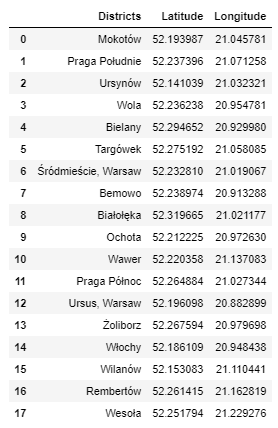 Districts Latitude Longitude
0 Mokotów 52.193987 21.045781
1 Praga Południe 52.237396 21.071258
2 Ursynów 52.141039 21.032321
3 Wola 52.236238 20.954781
4 Bielany 52.294652 20.929980
5 Targówek 52.275192 21.058085
6 Śródmieście, Warsaw 52.232810 21.019067
7 Bemowo 52.238974 20.913288
8 Białołęka 52.319665 21.021177
9 Ochota 52.212225 20.972630
10 Wawer 52.220358 21.137083
11 Praga Północ 52.264884 21.027344
12 Ursus, Warsaw 52.196098 20.882899
13 Żoliborz 52.267594 20.979698
14 Włochy 52.186109 20.948438
15 Wilanów 52.153083 21.110441
16 Rembertów 52.261415 21.162819
17 Wesoła 52.251794 21.229276